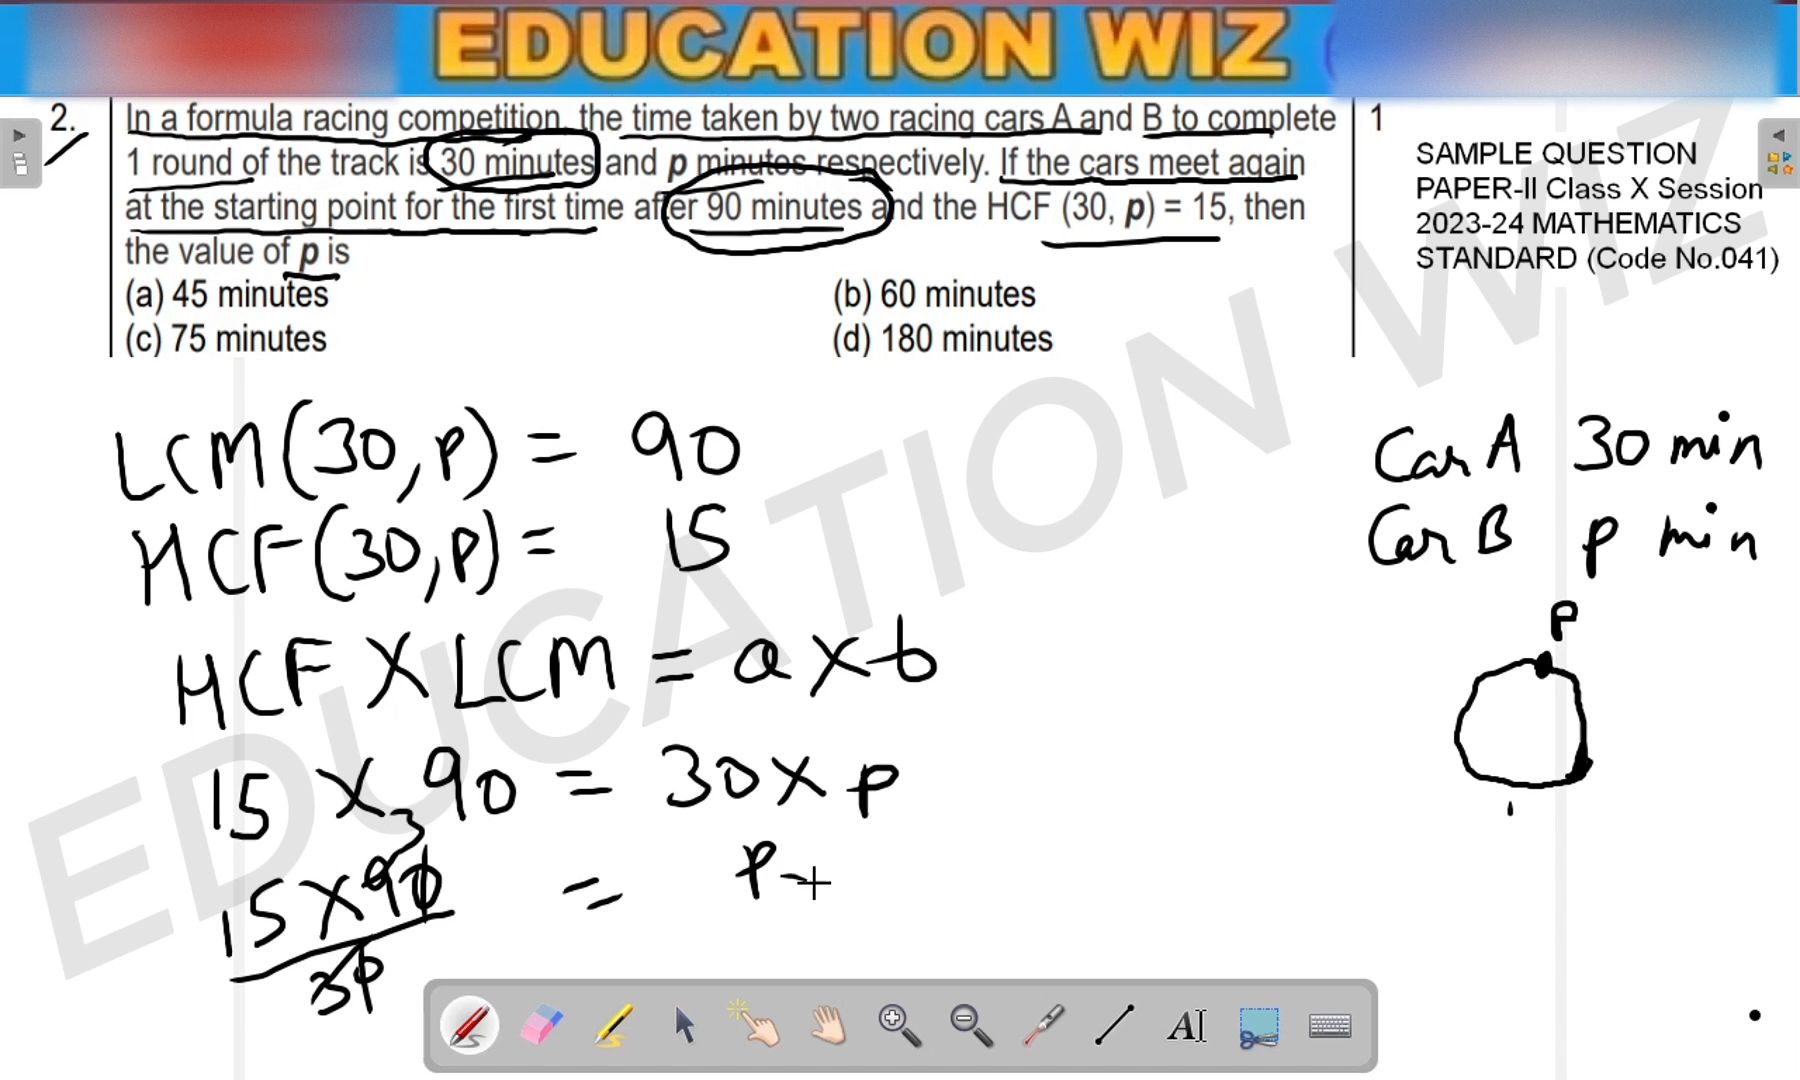 EDUCATION WIZ
2. In a formula racing competition, the time taken by two racing cars A and B to complete 1
1 round of the track is 30 minutes and p minutes respectively. If the cars meet again
at the starting point for the first time after 90 minutes and the HCF (30, p) = 15, then
the value of p is
(a) 45 minutes (b) 60 minutes
(c) 75 minutes (d) 180 minutes
SAMPLE QUESTION
PAPER-II Class X Session
2023-24 MATHEMATICS
STANDARD (Code No.041)
LCM(30,p) = 90
HCF(30,p) = 15
HCF X LCM = a x b
15 x 90 = 30 x p
3
15 x 90 = p -
30
Car A 30 min
Car B p min
P
EDUCATION WIZ
AI